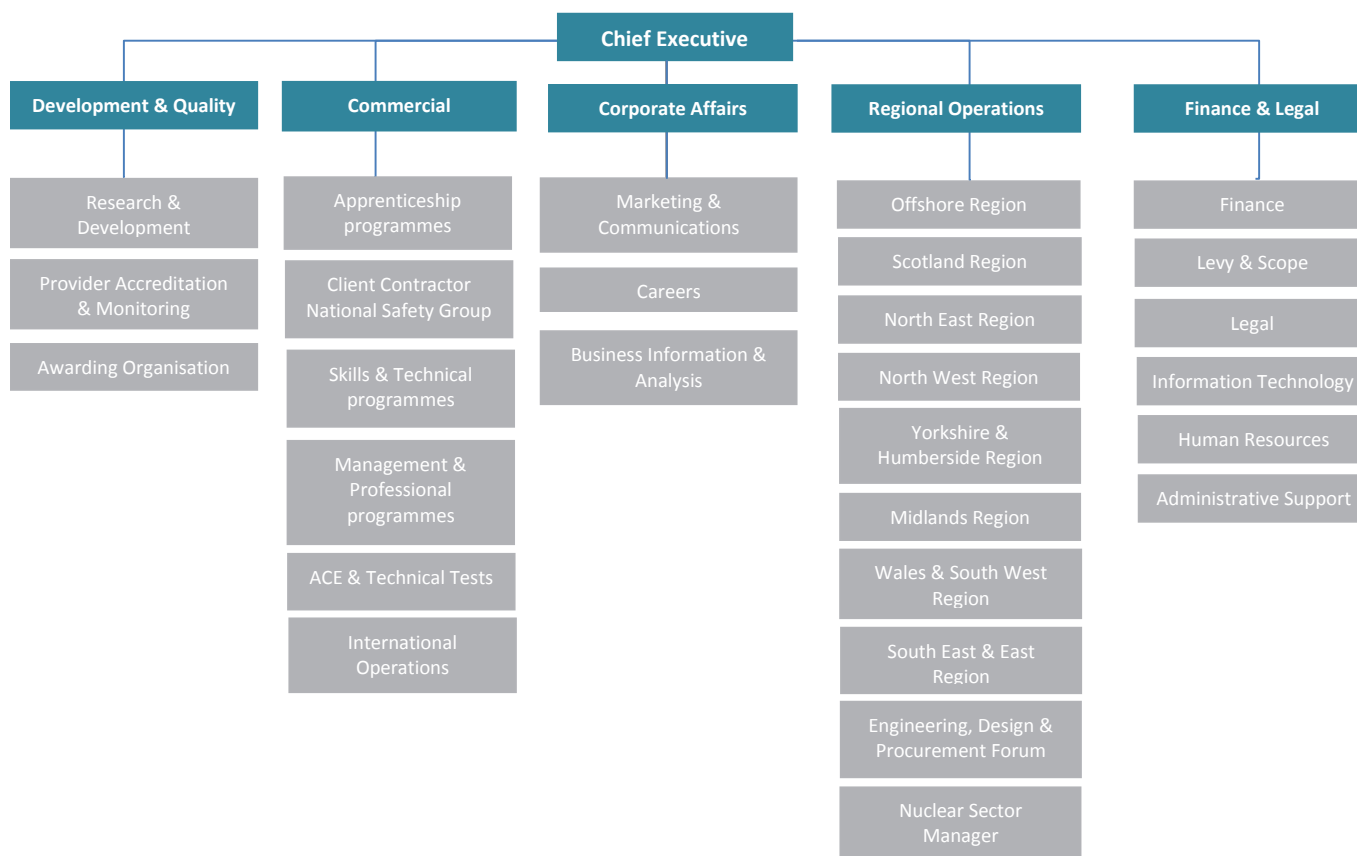 Chief Executive
Development & Quality
Commercial
Corporate Affairs
Regional Operations
Finance & Legal
Research &
Development
Provider Accreditation
& Monitoring
Awarding Organisation
Apprenticeship
programmes
Client Contractor
National Safety Group
Skills & Technical
programmes
Management &
Professional
programmes
ACE & Technical Tests
International
Operations
Marketing &
Communications
Careers
Business Information &
Analysis
Offshore Region
Scotland Region
North East Region
North West Region
Yorkshire &
Humberside Region
Midlands Region
Wales & South West
Region
South East & East
Region
Engineering, Design &
Procurement Forum
Nuclear Sector
Manager
Finance
Levy & Scope
Legal
Information Technology
Human Resources
Administrative Support